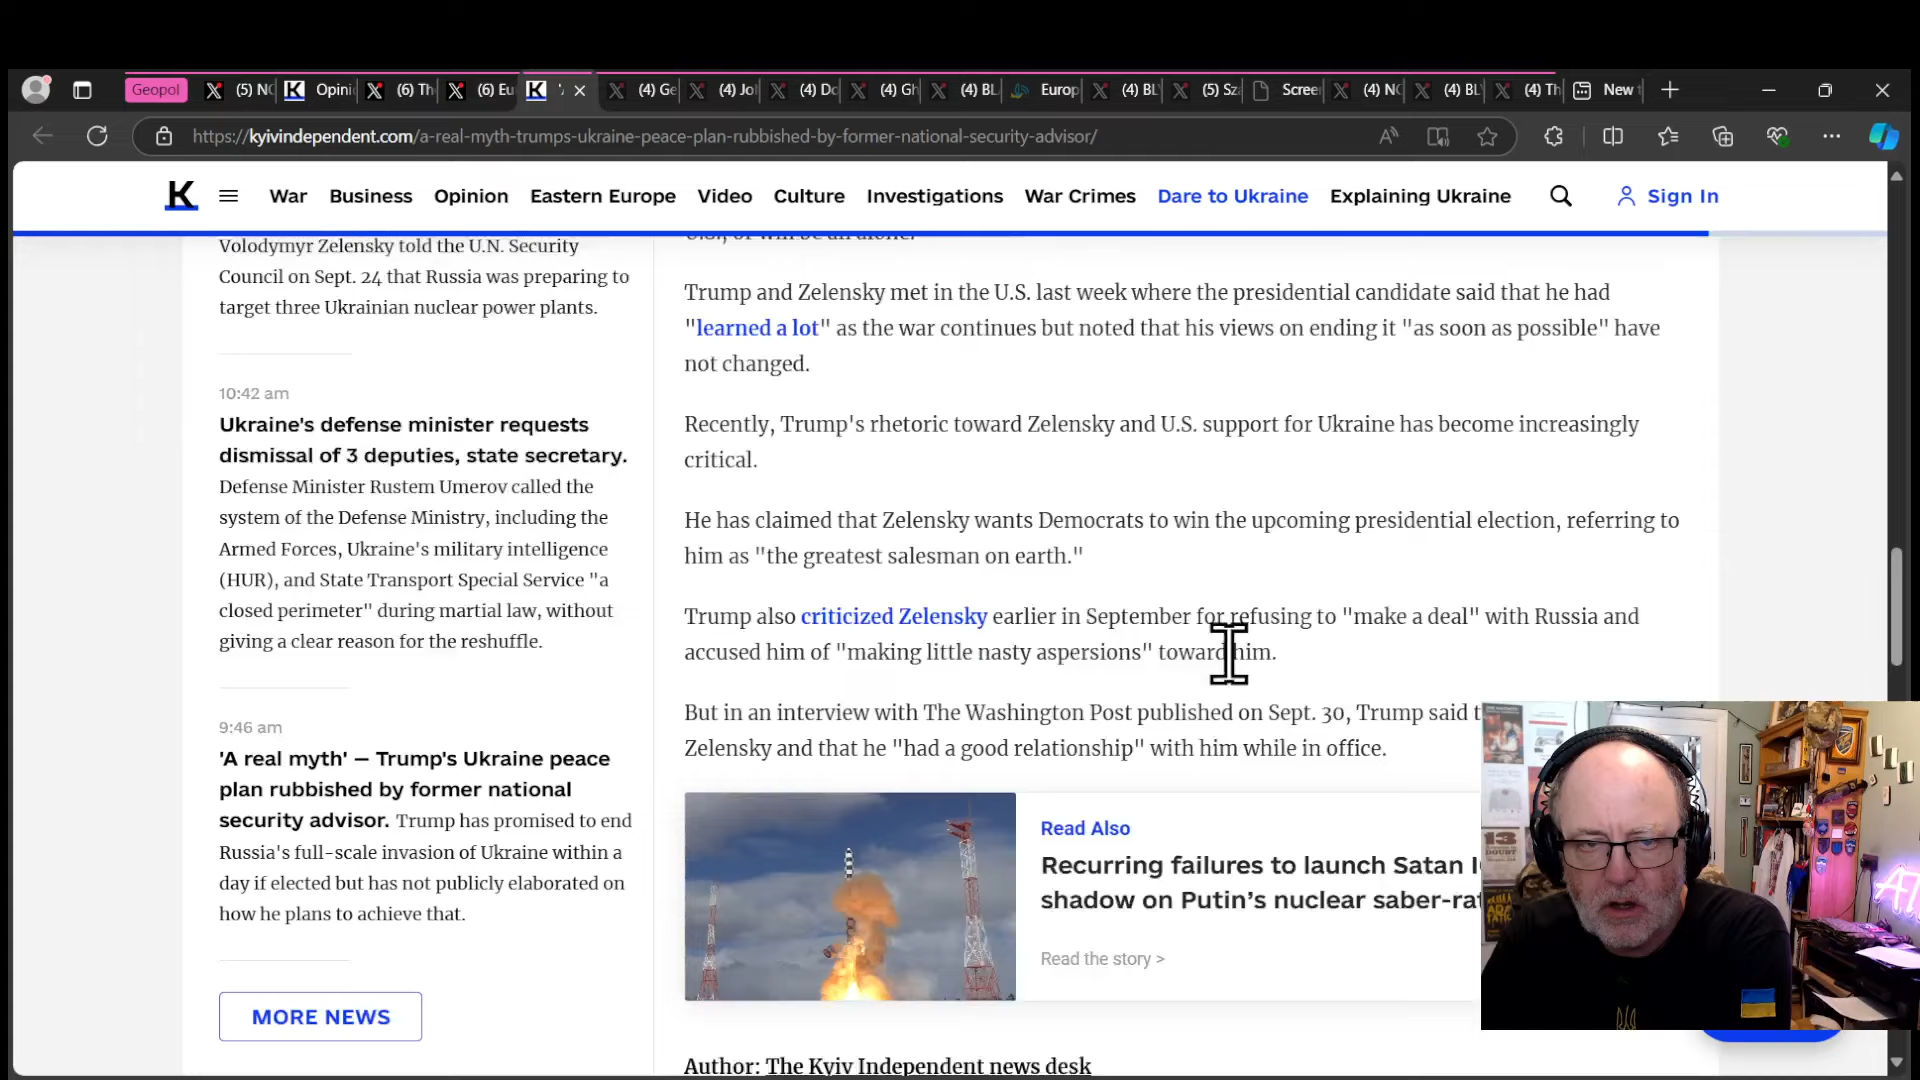 Geopol
(5) NC
Opini
(6) Th
(6) Eu
(4) Ge
(4) Jol
(4) Do
(4) Gh
(4) BL
Europ
(4) BL
(5) Sz
Scree
(4) NC
(4) BL
(4) Th
New t
https://kyivindependent.com/a-real-myth-trumps-ukraine-peace-plan-rubbished-by-former-national-security-advisor/
K
War
Business
Opinion
Eastern Europe
Video
Culture
Investigations
War Crimes
Dare to Ukraine
Explaining Ukraine
Sign In
Volodymyr Zelensky told the U.N. Security
Council on Sept. 24 that Russia was preparing to
target three Ukrainian nuclear power plants.
10:42 am
Ukraine's defense minister requests
dismissal of 3 deputies, state secretary.
Defense Minister Rustem Umerov called the
system of the Defense Ministry, including the
Armed Forces, Ukraine's military intelligence
(HUR), and State Transport Special Service "a
closed perimeter" during martial law, without
giving a clear reason for the reshuffle.
9:46 am
'A real myth' — Trump's Ukraine peace
plan rubbished by former national
security advisor. Trump has promised to end
Russia's full-scale invasion of Ukraine within a
day if elected but has not publicly elaborated on
how he plans to achieve that.
MORE NEWS
U.S., or will be all alone.
Trump and Zelensky met in the U.S. last week where the presidential candidate said that he had
"learned a lot" as the war continues but noted that his views on ending it "as soon as possible" have
not changed.
Recently, Trump's rhetoric toward Zelensky and U.S. support for Ukraine has become increasingly
critical.
He has claimed that Zelensky wants Democrats to win the upcoming presidential election, referring to
him as "the greatest salesman on earth."
Trump also criticized Zelensky earlier in September for refusing to "make a deal" with Russia and
accused him of "making little nasty aspersions" toward him.
But in an interview with The Washington Post published on Sept. 30, Trump said t
Zelensky and that he "had a good relationship" with him while in office.
Read Also
Recurring failures to launch Satan I
shadow on Putin's nuclear saber-rat
Read the story >
Author: The Kyiv Independent news desk